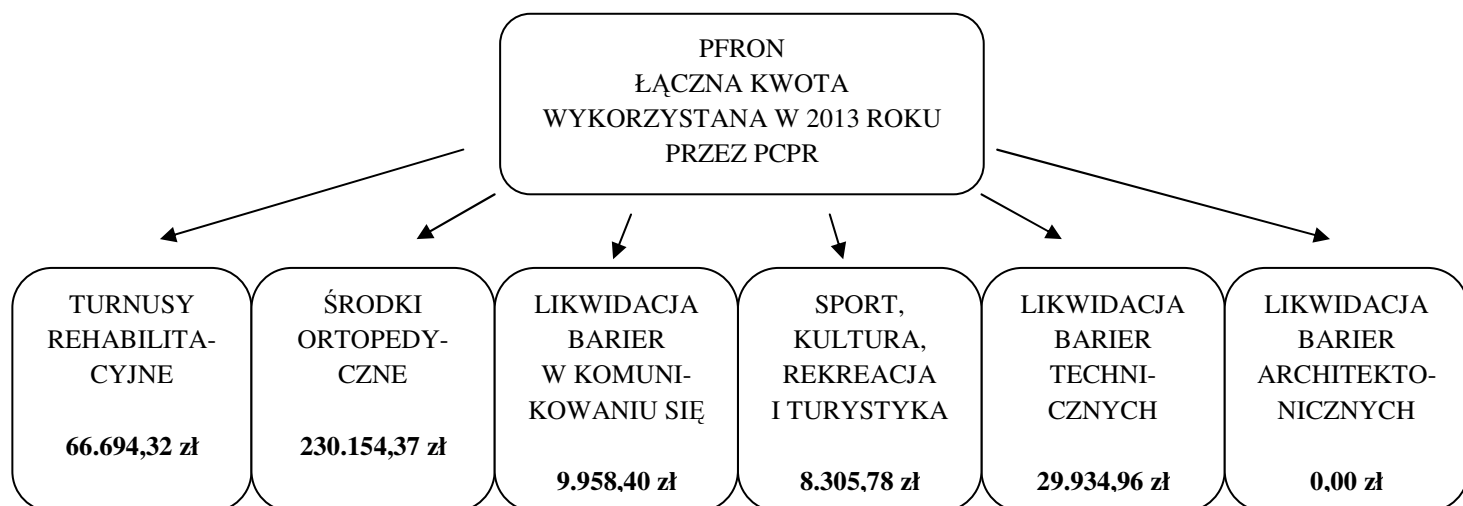 PFRON
ŁĄCZNA KWOTA
WYKORZYSTANA W 2013 ROKU
PRZEZ PCPR
TURNUSY
REHABILITA-
CYJNE
66.694,32 zł
ŚRODKI
ORTOPEDY-
CZNE
230.154,37 zł
LIKWIDACJA
BARIER
W KOMUNI-
KOWANIU SIĘ
9.958,40 zł
SPORT,
KULTURA,
REKREACJA
I TURYSTYKA
8.305,78 zł
LIKWIDACJA
BARIER
TECHNI-
CZNYCH
29.934,96 zł
LIKWIDACJA
BARIER
ARCHITEKTO-
NICZNYCH
0,00 zł